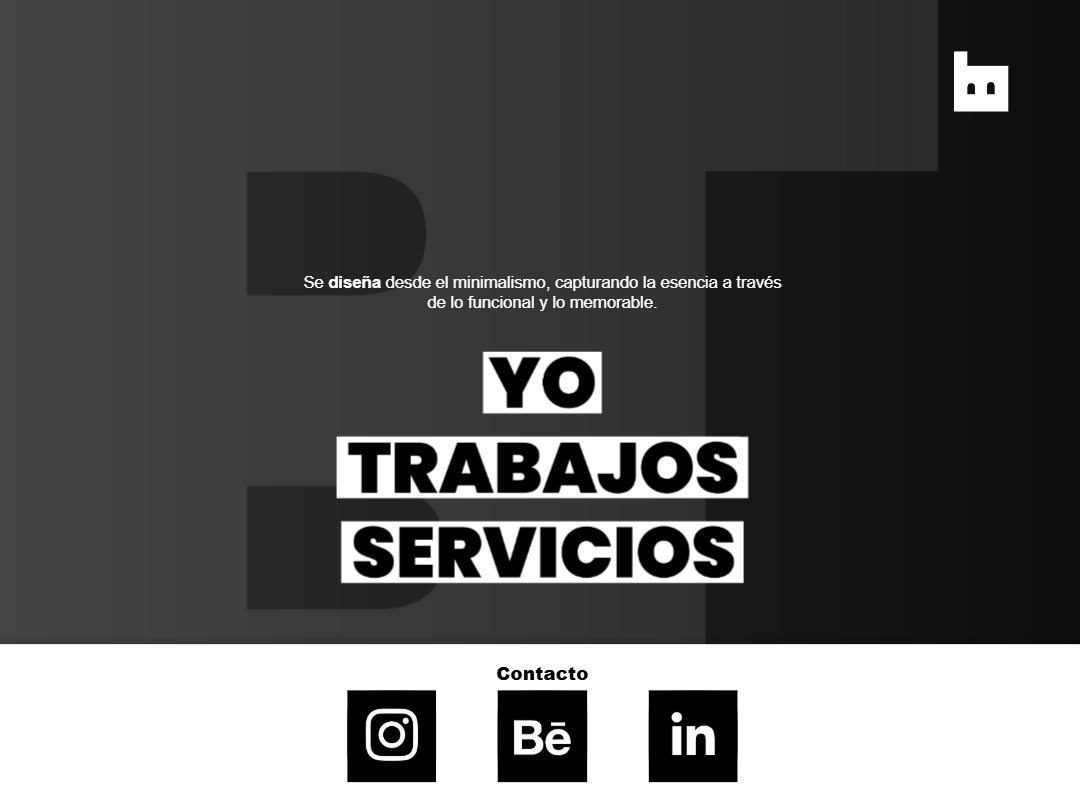 Se diseña desde el minimalismo, capturando la esencia a través
de lo funcional y lo memorable.
YO
TRABAJOS
SERVICIOS
Contacto
Bē
in